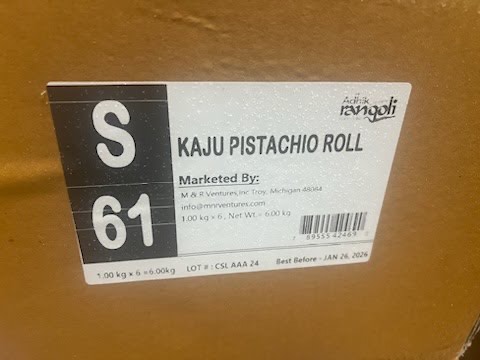 S
61
Adhik
rangoli
KAJU PISTACHIO ROLL
Marketed By:
M & R Ventures,Inc Troy, Michigan 48084
info@mnrventures.com
1.00 kg x 6 , Net Wt. = 6.00 kg
89555 42469
1.00 kg x 6 =6.00kg
LOT # : CSL AAA 24
Best Before - JAN 26, 2026